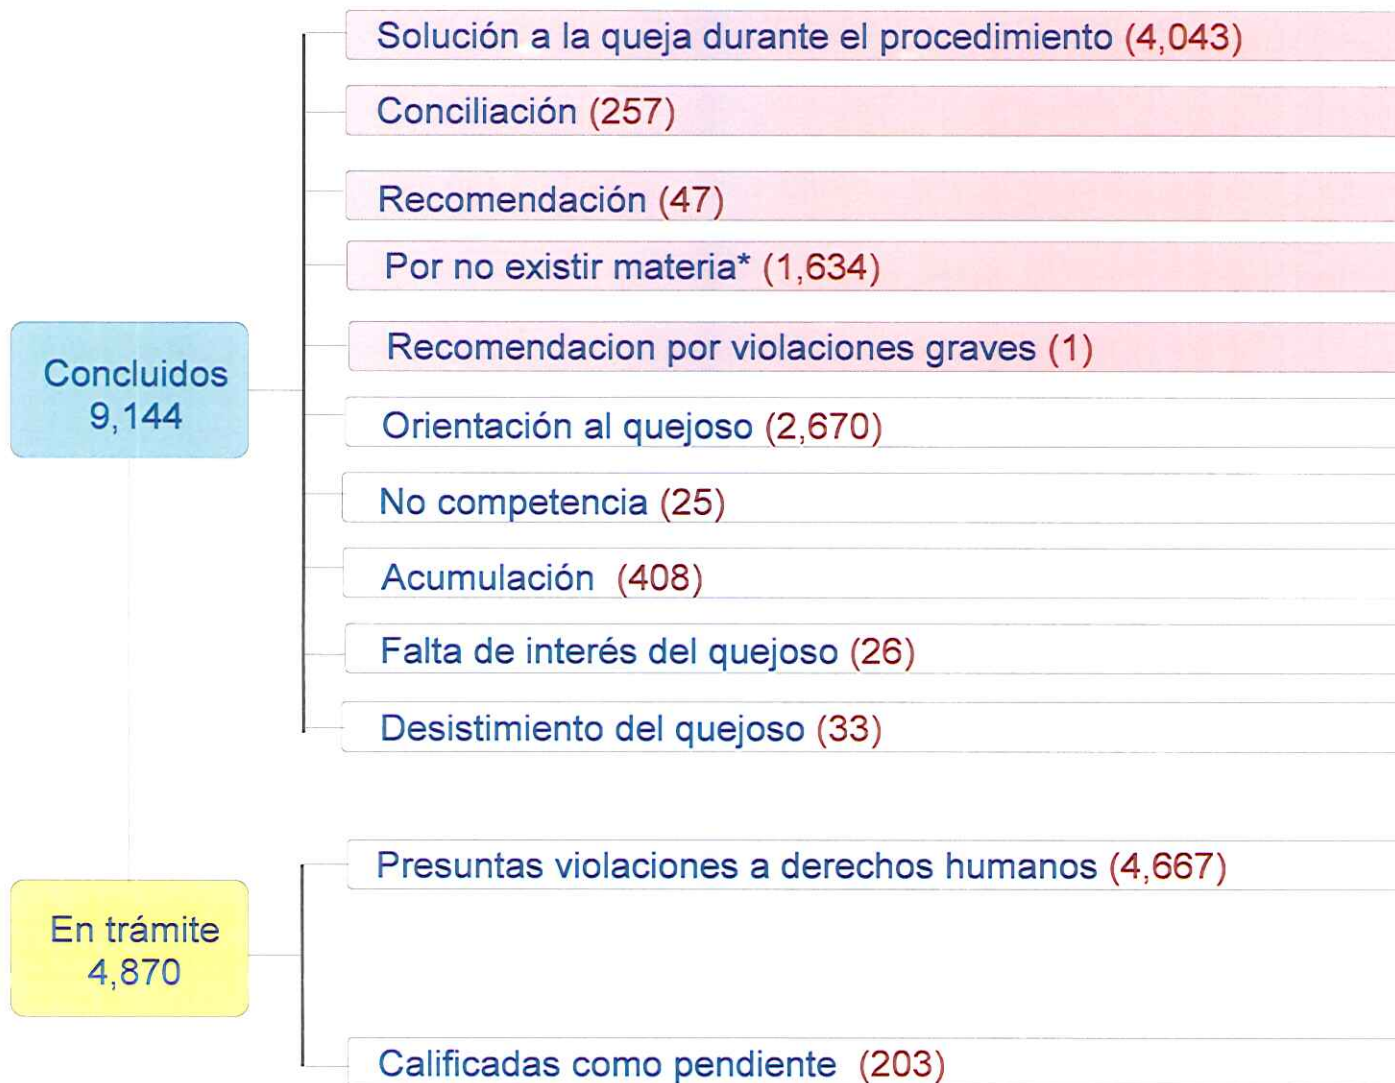 Solución a la queja durante el procedimiento (4,043)
Conciliación (257)
Recomendación (47)
Por no existir materia* (1,634)
Recomendacion por violaciones graves (1)
Concluidos
9,144
Orientación al quejoso (2,670)
No competencia (25)
Acumulación (408)
Falta de interés del quejoso (26)
Desistimiento del quejoso (33)
Presuntas violaciones a derechos humanos (4,667)
En trámite
4,870
Calificadas como pendiente (203)